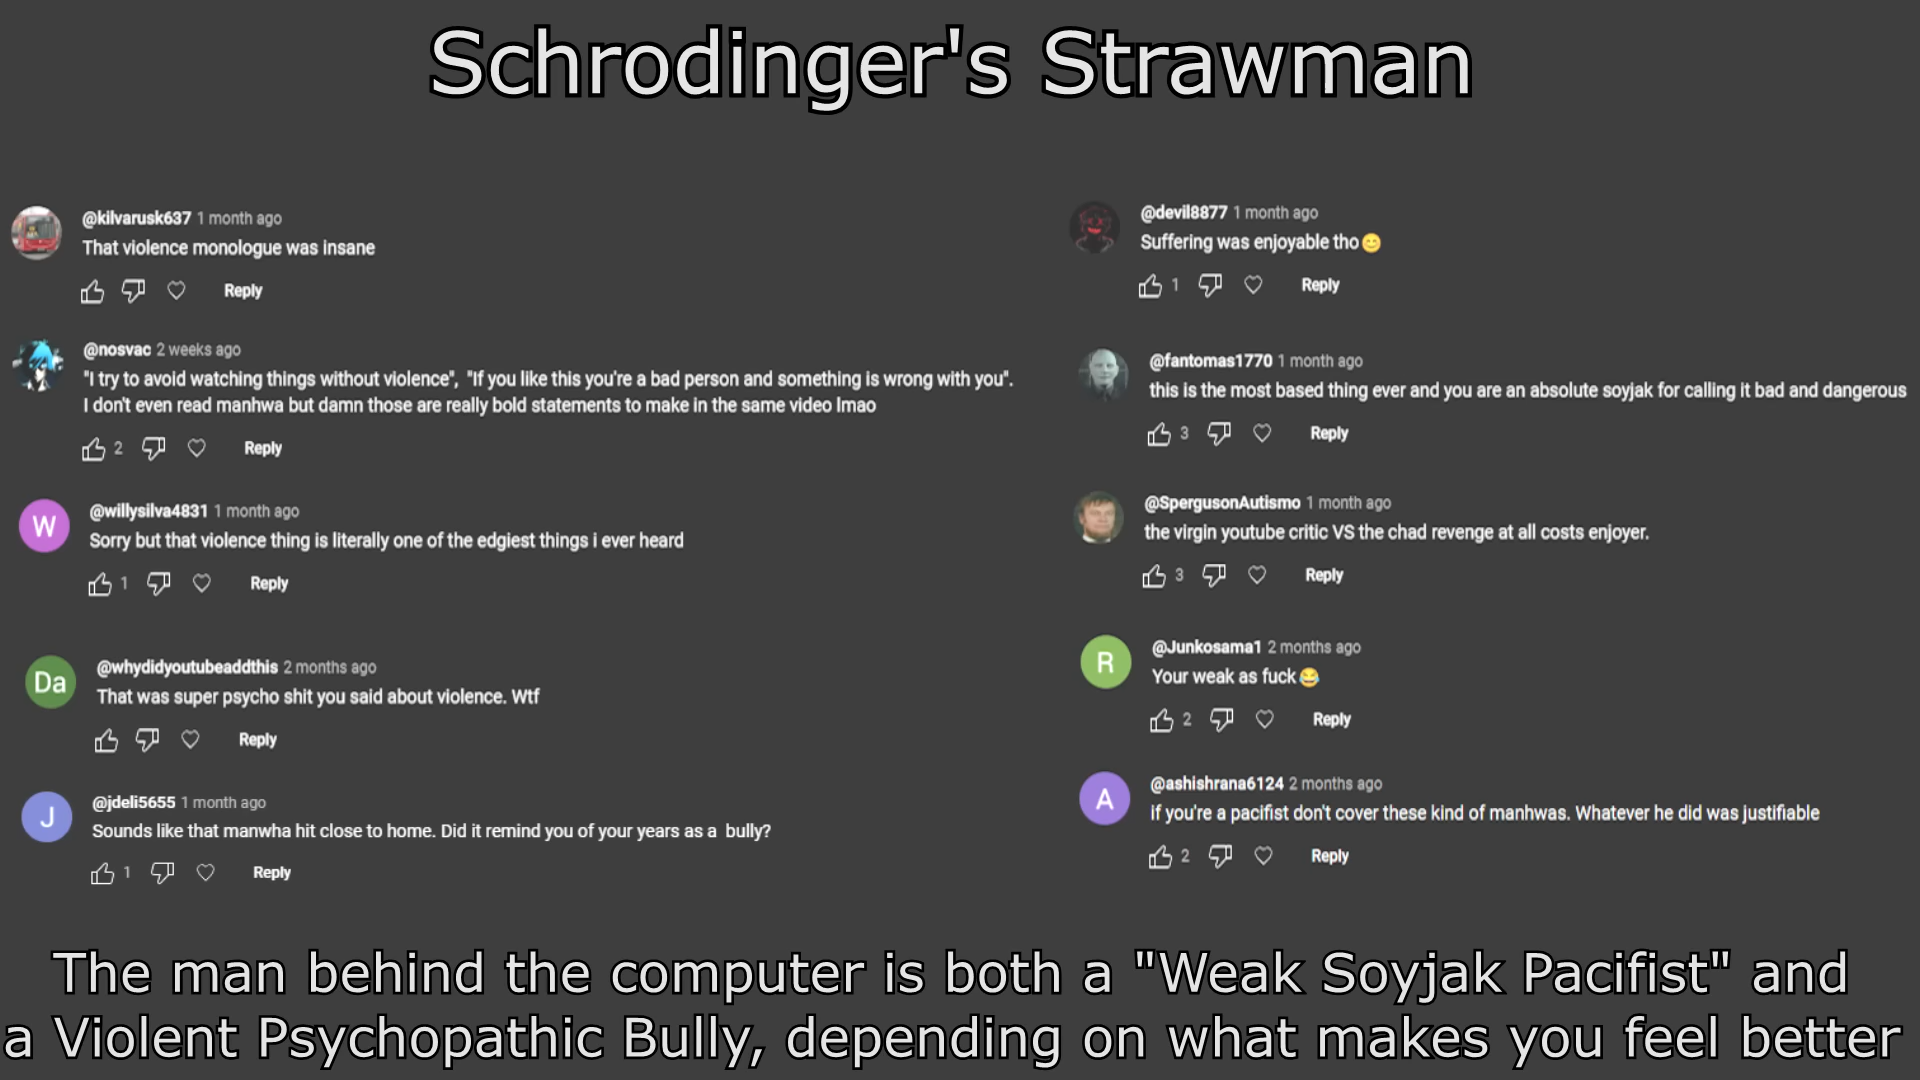 Schrodinger's Strawman
@kilvarusk637 1 month ago
That violence monologue was insane
Reply
@nosvac 2 weeks ago
"I try to avoid watching things without violence", "If you like this you're a bad person and something is wrong with you".
I don't even read manhwa but damn those are really bold statements to make in the same video lmao
2 Reply
W
@willysilva4831 1 month ago
Sorry but that violence thing is literally one of the edgiest things i ever heard
1 Reply
Da
@whydidyoutubeaddthis 2 months ago
That was super psycho shit you said about violence. Wtf
Reply
J
@jdeli5655 1 month ago
Sounds like that manwha hit close to home. Did it remind you of your years as a bully?
1 Reply
@devil8877 1 month ago
Suffering was enjoyable tho😊
1 Reply
@fantomas1770 1 month ago
this is the most based thing ever and you are an absolute soyjak for calling it bad and dangerous
3 Reply
@SpergusonAutismo 1 month ago
the virgin youtube critic VS the chad revenge at all costs enjoyer.
3 Reply
R
@Junkosama1 2 months ago
Your weak as fuck😂
2 Reply
A
@ashishrana6124 2 months ago
if you're a pacifist don't cover these kind of manhwas. Whatever he did was justifiable
2 Reply
The man behind the computer is both a "Weak Soyjak Pacifist" and
a Violent Psychopathic Bully, depending on what makes you feel better